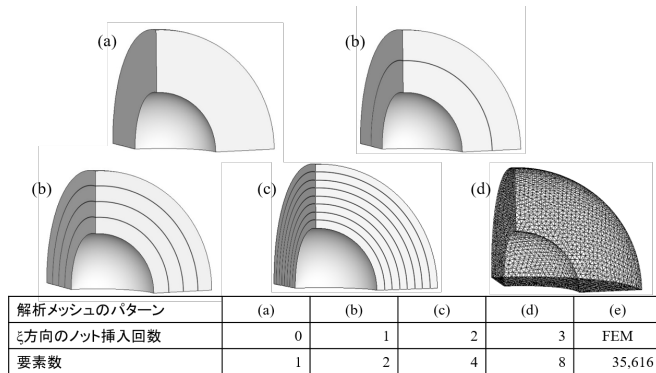 (a)
(b)
(b)
(c)
(d)
解析メッシュのパターン (a) (b) (c) (d) (e)
ξ方向のノット挿入回数 0 1 2 3 FEM
要素数 1 2 4 8 35,616